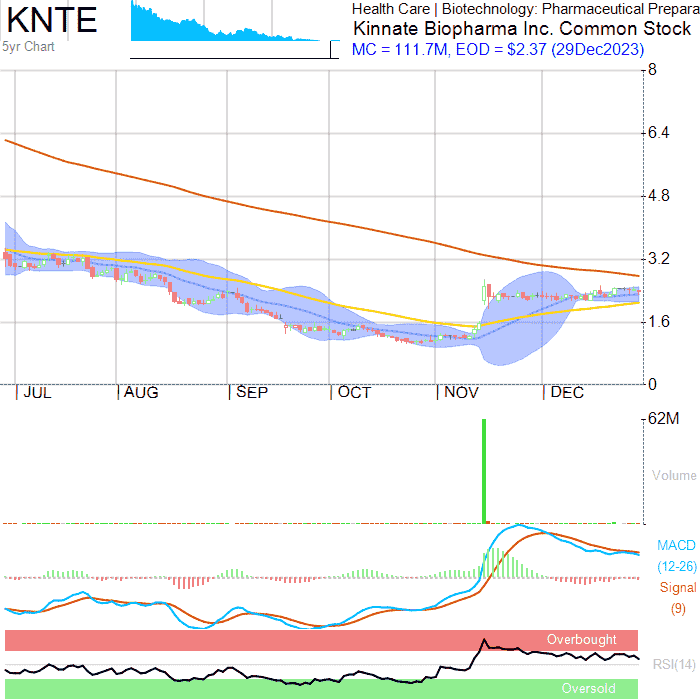 KNTE
5yr Chart
Health Care | Biotechnology: Pharmaceutical Prepara
Kinnate Biopharma Inc. Common Stock
MC = 111.7M, EOD = $2.37 (29Dec2023)
8
6.4
4.8
3.2
1.6
0
JUL AUG SEP OCT NOV DEC
62M
Volume
MACD
(12-26)
Signal
(9)
Overbought
RSI(14)
Oversold